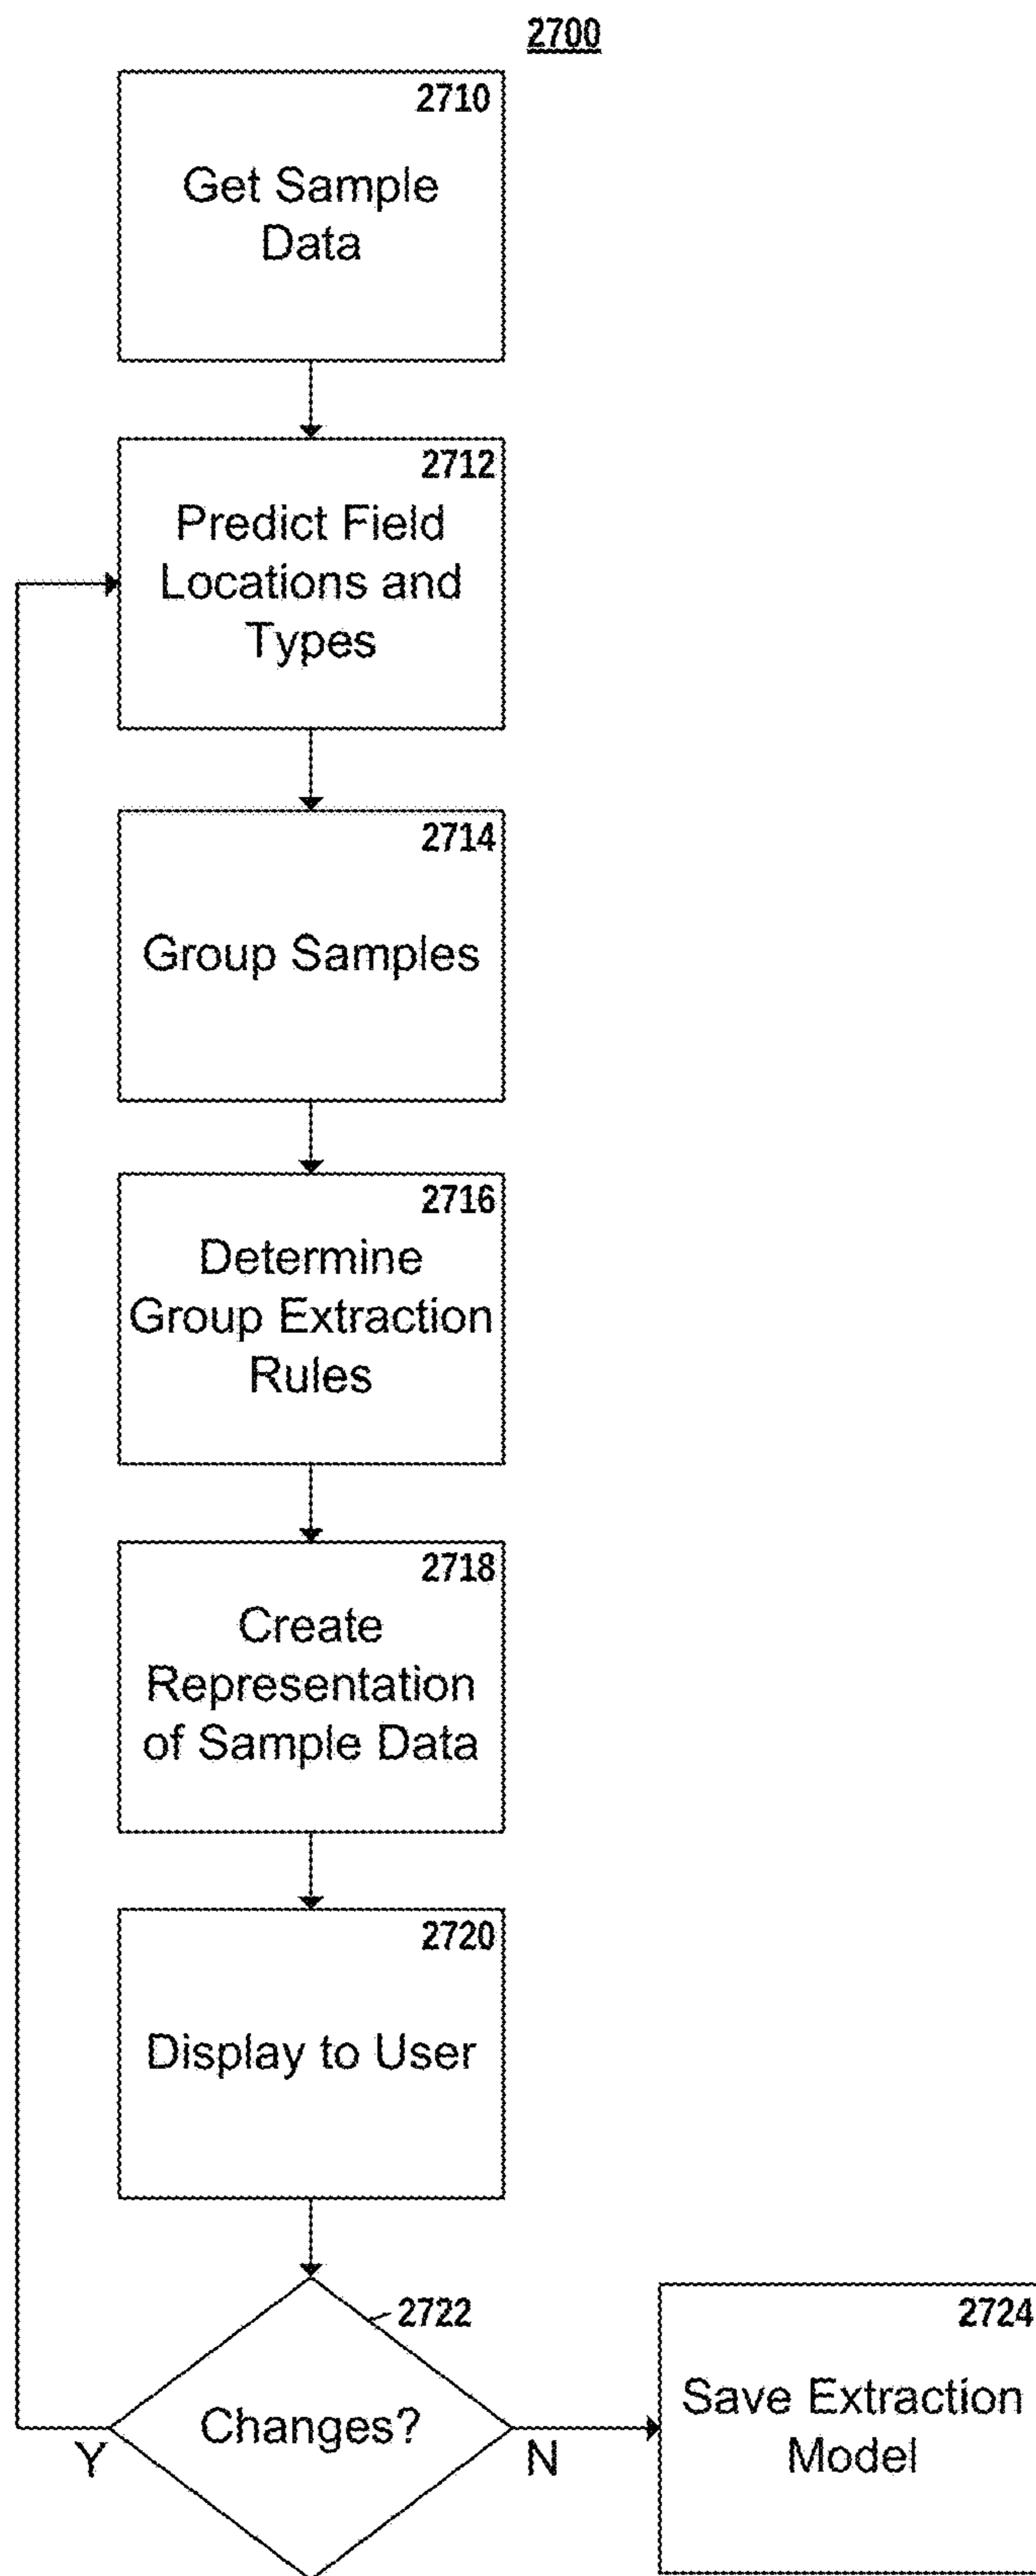 2700
2710
Get Sample
Data
2712
Predict Field
Locations and
Types
2714
Group Samples
2716
Determine
Group Extraction
Rules
2718
Create
Representation
of Sample Data
2720
Display to User
2722
Changes?
Y
N
2724
Save Extraction
Model